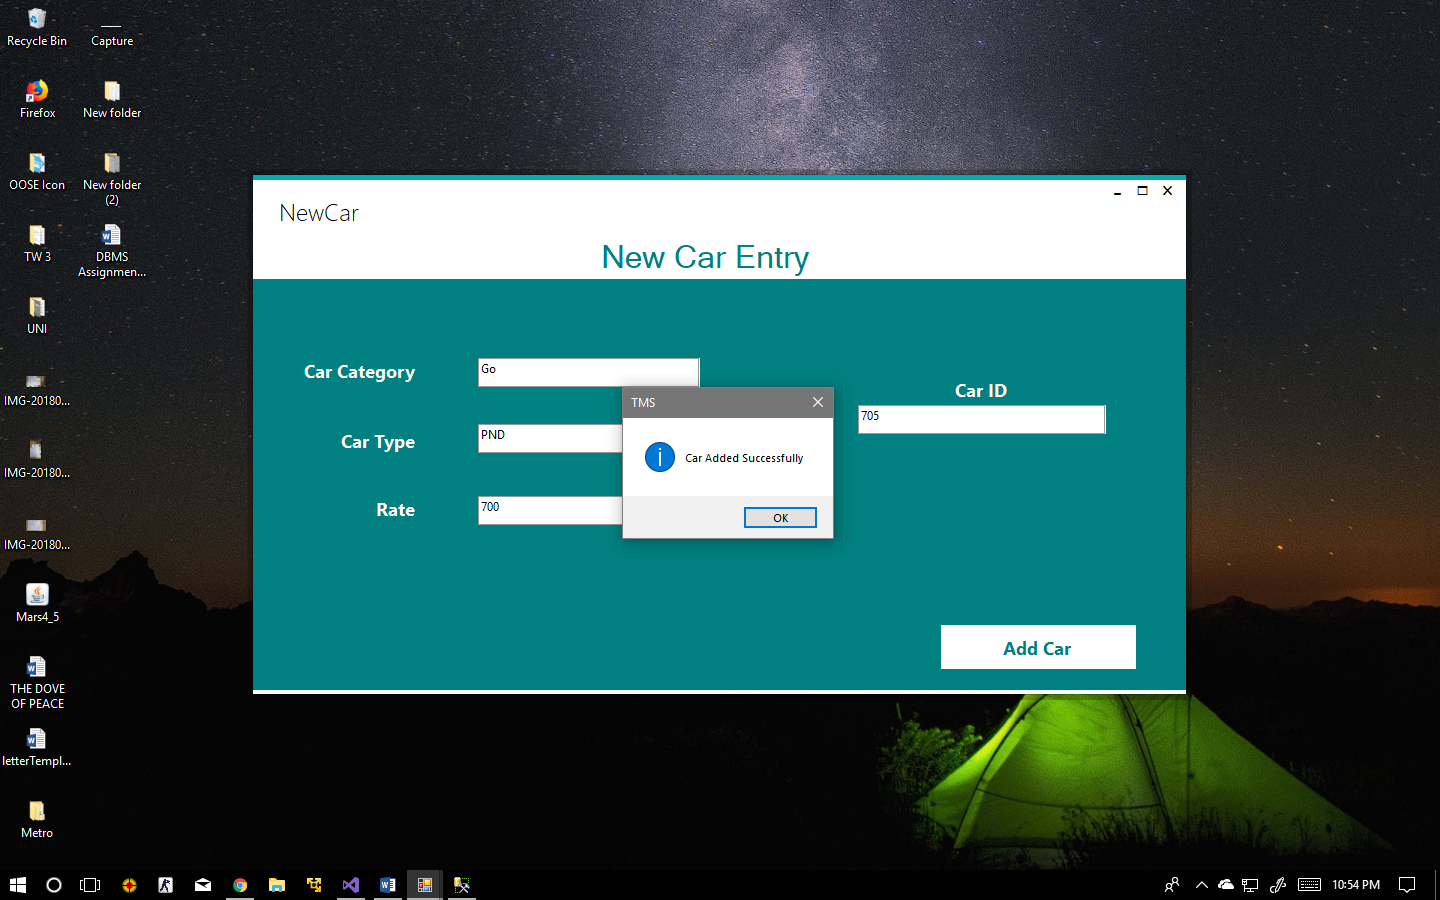 Recycle Bin
Capture
Firefox
New folder
OOSE Icon
New folder
(2)
TW 3
DBMS
Assignmen...
UNI
IMG-20180...
IMG-20180...
IMG-20180...
Mars4_5
THE DOVE
OF PEACE
letterTempl...
Metro
NewCar
New Car Entry
Car Category
Go
Car Type
PND
Rate
700
Car ID
705
TMS
Car Added Successfully
OK
Add Car
10:54 PM